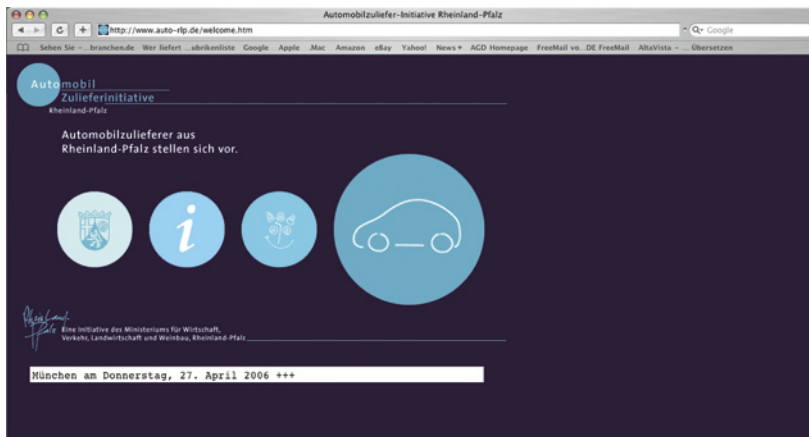 Automobilzuliefer-Initiative Rheinland-Pfalz
http://www.auto-rlp.de/welcome.htm
Google
Sehen Sie - ...branchen.de Wer liefert ...ubrikenliste Google Apple .Mac Amazon eBay Yahoo! News AGD Homepage FreeMail vo...DE FreeMail AltaVista - ... Übersetzen
Automobil
Zulieferinitiative
Rheinland-Pfalz
Automobilzulieferer aus
Rheinland-Pfalz stellen sich vor.
i
Rheinland-
Pfalz
Eine Initiative des Ministeriums für Wirtschaft,
Verkehr, Landwirtschaft und Weinbau, Rheinland-Pfalz
München am Donnerstag, 27. April 2006 +++